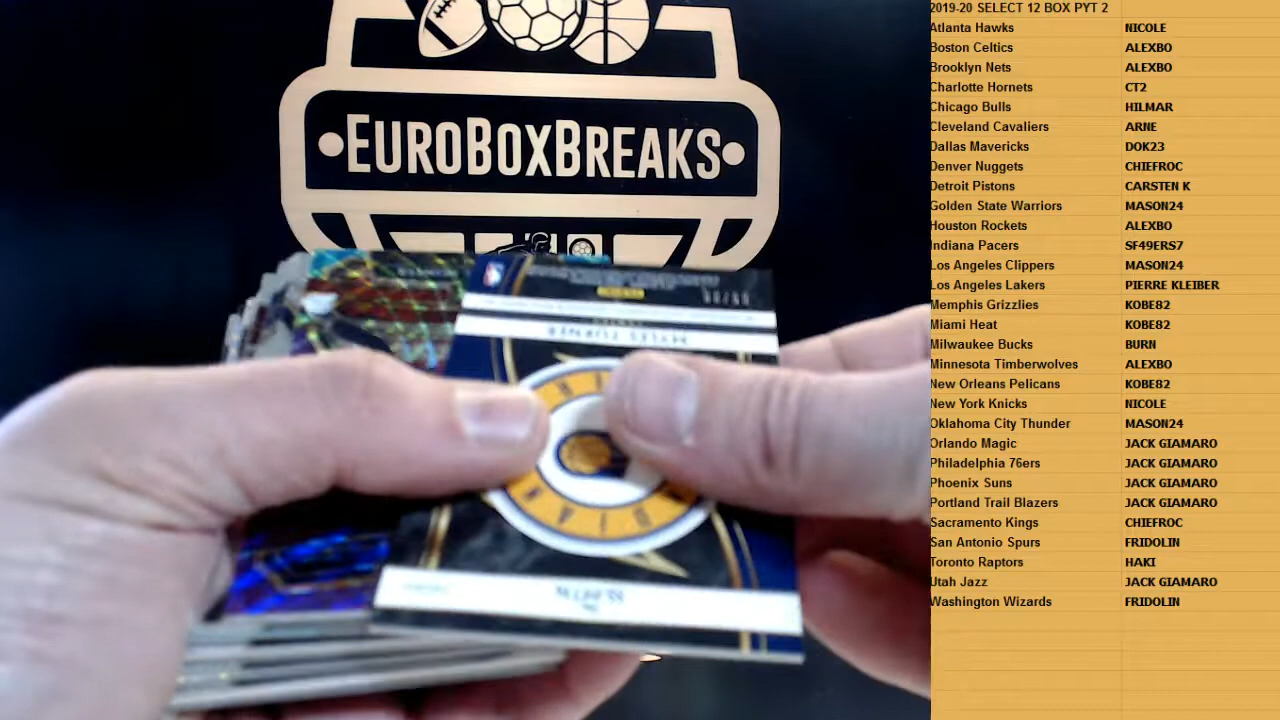 EUROBOXBREAKS
MYLES TURNER
2019-20 SELECT 12 BOX PYT 2
Atlanta Hawks NICOLE
Boston Celtics ALEXBO
Brooklyn Nets ALEXBO
Charlotte Hornets CT2
Chicago Bulls HILMAR
Cleveland Cavaliers ARNE
Dallas Mavericks DOK23
Denver Nuggets CHIEFROC
Detroit Pistons CARSTEN K
Golden State Warriors MASON24
Houston Rockets ALEXBO
Indiana Pacers SF49ERS7
Los Angeles Clippers MASON24
Los Angeles Lakers PIERRE KLEIBER
Memphis Grizzlies KOBE82
Miami Heat KOBE82
Milwaukee Bucks BURN
Minnesota Timberwolves ALEXBO
New Orleans Pelicans KOBE82
New York Knicks NICOLE
Oklahoma City Thunder MASON24
Orlando Magic JACK GIAMARO
Philadelphia 76ers JACK GIAMARO
Phoenix Suns JACK GIAMARO
Portland Trail Blazers JACK GIAMARO
Sacramento Kings CHIEFROC
San Antonio Spurs FRIDOLIN
Toronto Raptors HAKI
Utah Jazz JACK GIAMARO
Washington Wizards FRIDOLIN